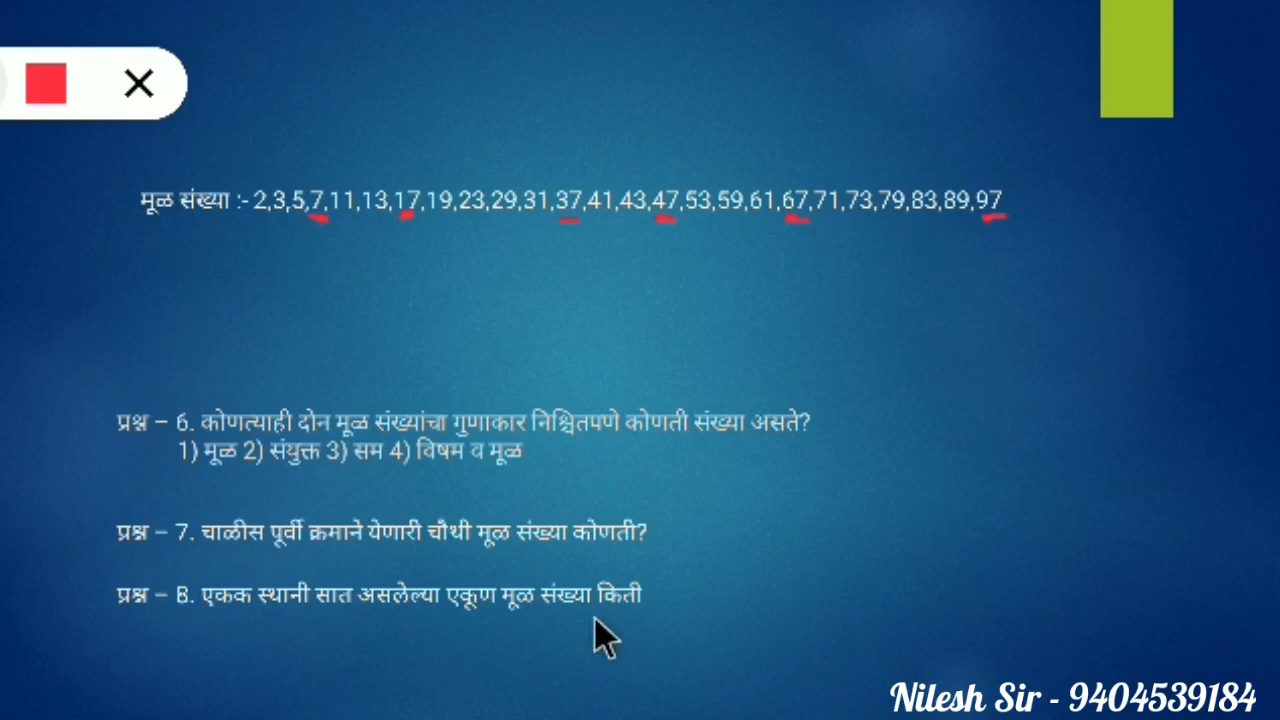 मूळ संख्या :- 2,3,5,7,11,13,17,19,23,29,31,37,41,43,47,53,59,61,67,71,73,79,83,89,97
प्रश्न – 6. कोणत्याही दोन मूळ संख्यांचा गुणाकार निश्चितपणे कोणती संख्या असते?
1) मूळ 2) संयुक्त 3) सम 4) विषम व मूळ
प्रश्न – 7. चाळीस पूर्वी क्रमाने येणारी चौथी मूळ संख्या कोणती?
प्रश्न – 8. एकक स्थानी सात असलेल्या एकूण मूळ संख्या किती
Nilesh Sir - 9404539184